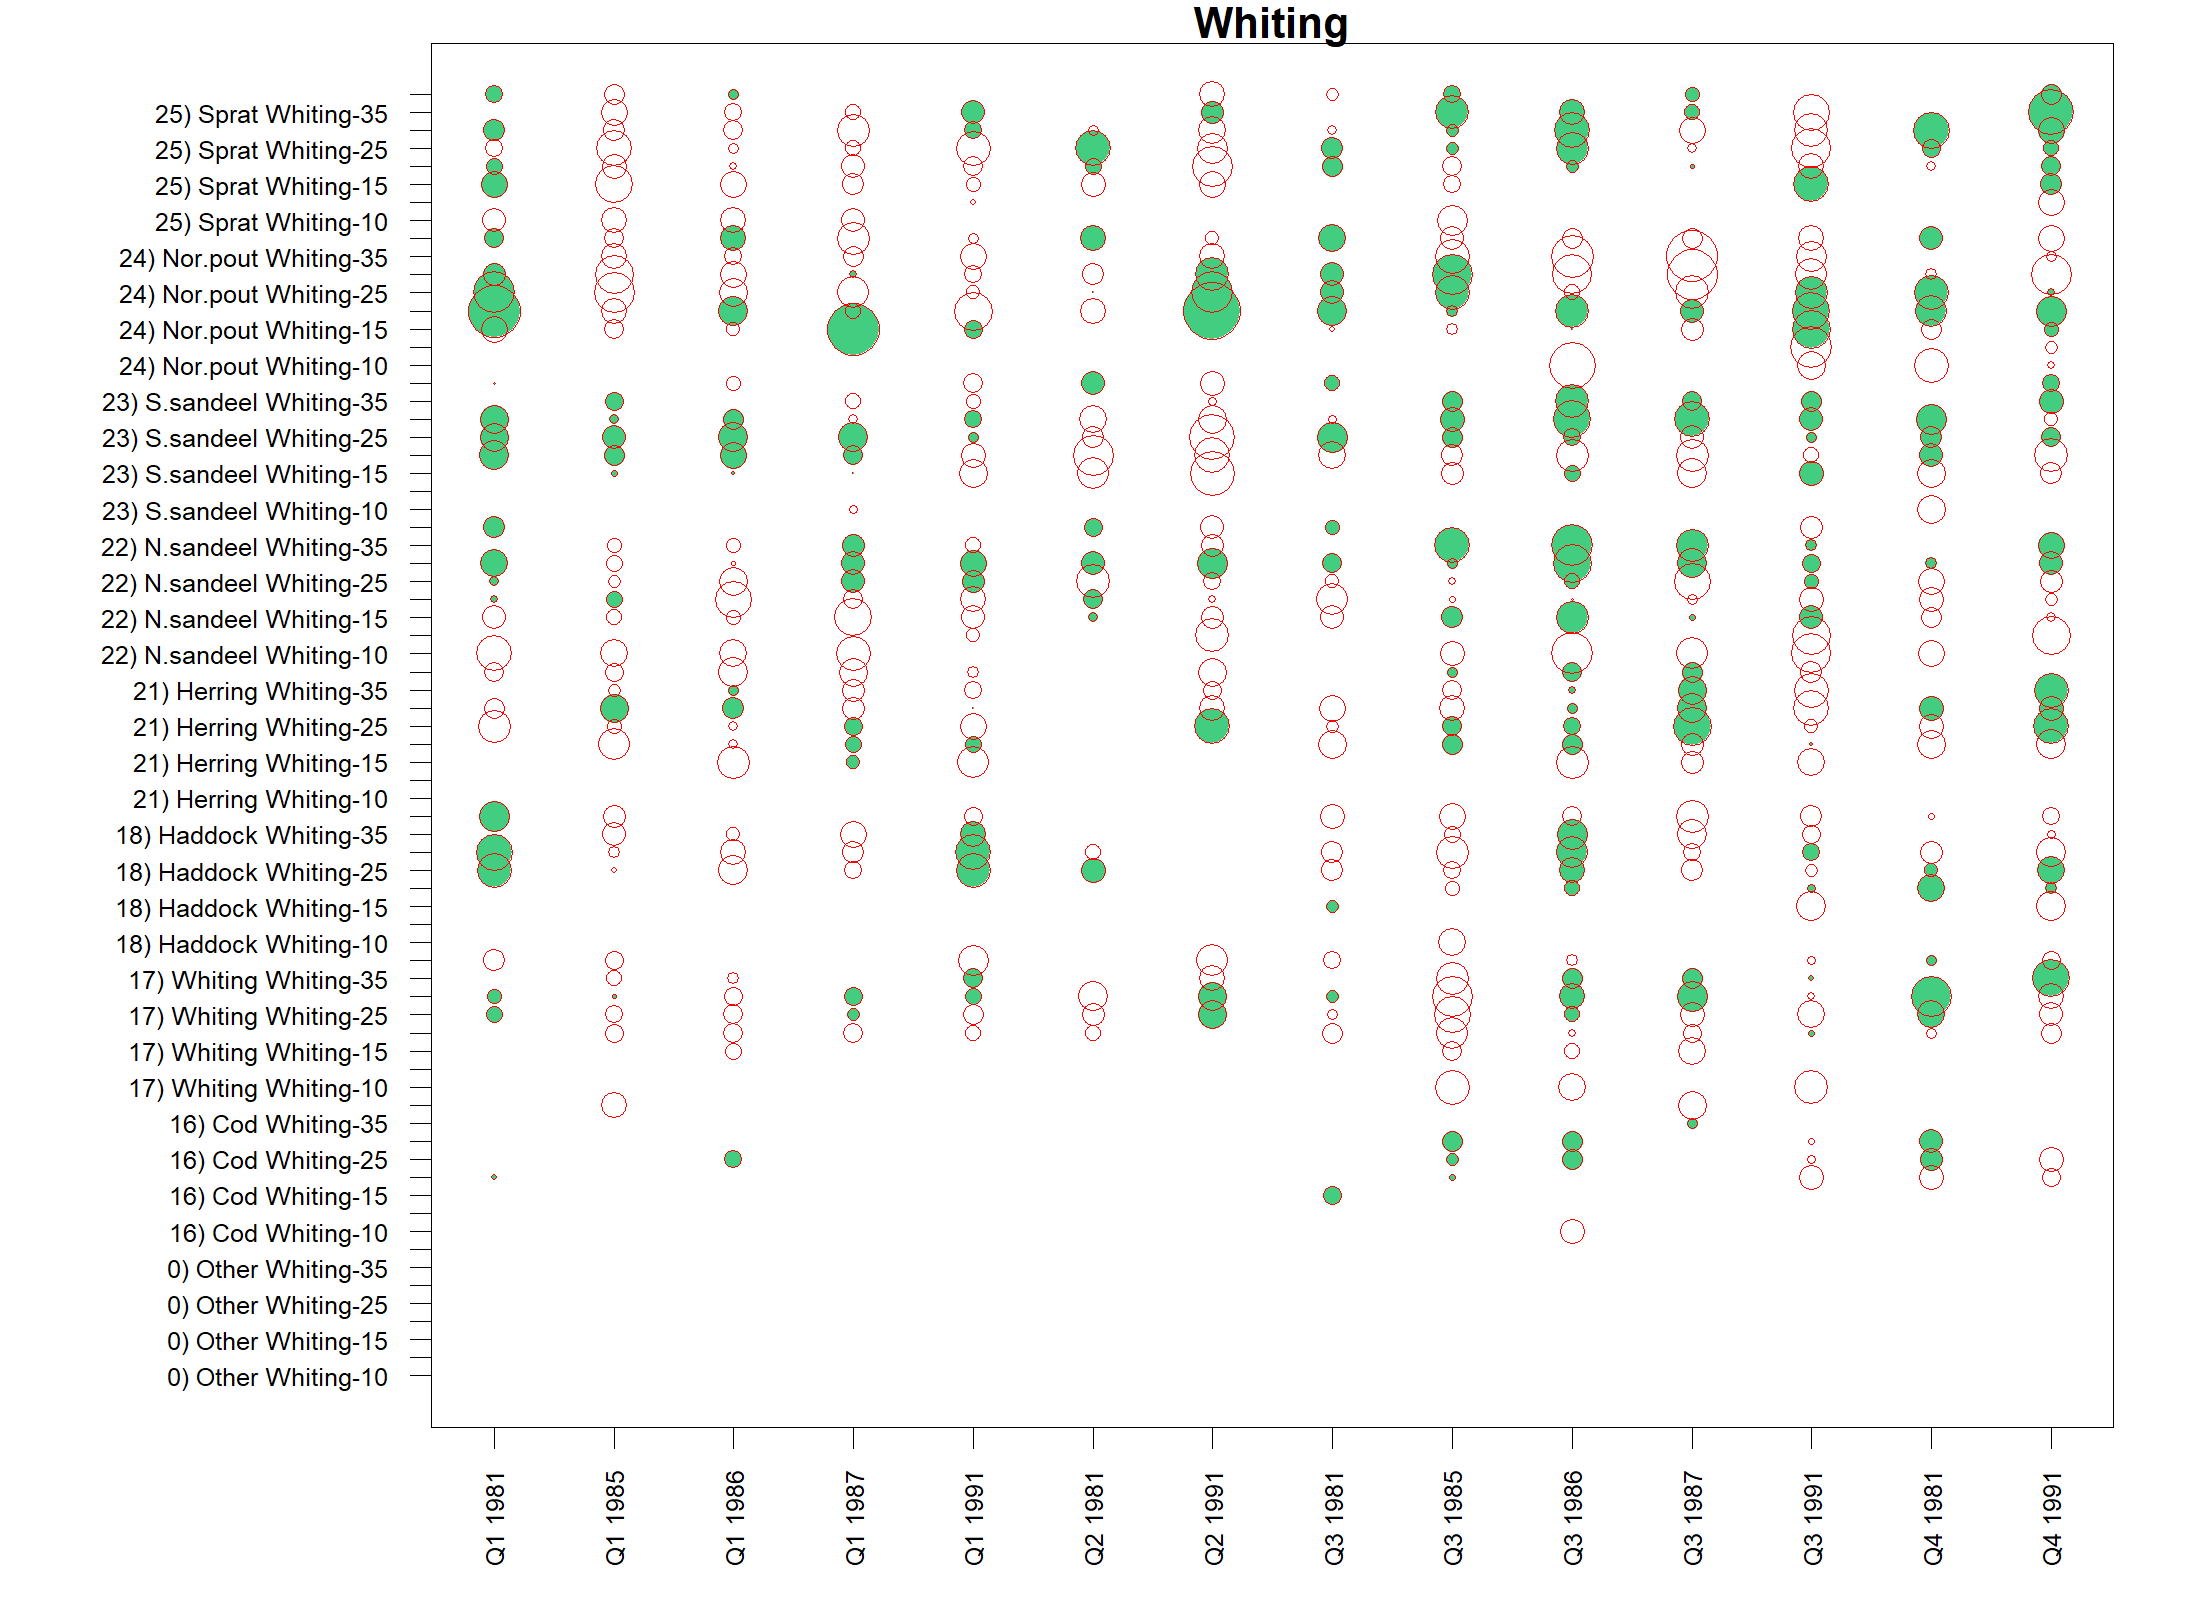 Whiting
25) Sprat Whiting-35
25) Sprat Whiting-25
25) Sprat Whiting-15
25) Sprat Whiting-10
24) Nor.pout Whiting-35
24) Nor.pout Whiting-25
24) Nor.pout Whiting-15
24) Nor.pout Whiting-10
23) S.sandeel Whiting-35
23) S.sandeel Whiting-25
23) S.sandeel Whiting-15
23) S.sandeel Whiting-10
22) N.sandeel Whiting-35
22) N.sandeel Whiting-25
22) N.sandeel Whiting-15
22) N.sandeel Whiting-10
21) Herring Whiting-35
21) Herring Whiting-25
21) Herring Whiting-15
21) Herring Whiting-10
18) Haddock Whiting-35
18) Haddock Whiting-25
18) Haddock Whiting-15
18) Haddock Whiting-10
17) Whiting Whiting-35
17) Whiting Whiting-25
17) Whiting Whiting-15
17) Whiting Whiting-10
16) Cod Whiting-35
16) Cod Whiting-25
16) Cod Whiting-15
16) Cod Whiting-10
0) Other Whiting-35
0) Other Whiting-25
0) Other Whiting-15
0) Other Whiting-10
Q1 1981
Q1 1985
Q1 1986
Q1 1987
Q1 1991
Q2 1981
Q2 1991
Q3 1981
Q3 1985
Q3 1986
Q3 1987
Q3 1991
Q4 1981
Q4 1991